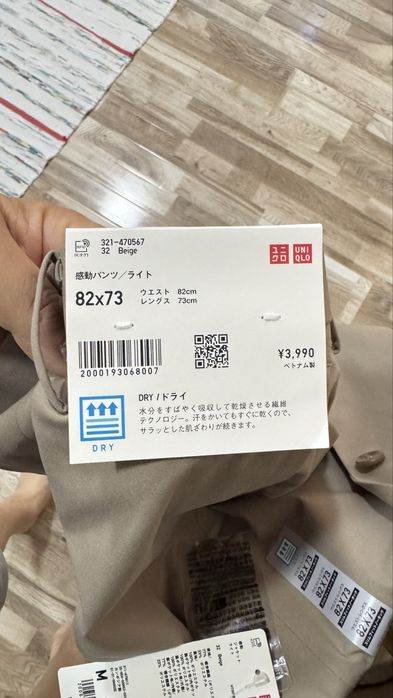 321-470567
32 Beige
ユニ
クロ
UNI
QLO
感動パンツ/ライト
82x73
ウエスト 82cm
レングス 73cm
2000193068007
¥3,990
ベトナム製
DRY/ドライ
水分をすばやく吸収して乾燥させる繊維
テクノロジー。汗をかいてもすぐに乾くので、
サラッとした肌ざわりが続きます。
DRY
82x73
82x73
82x73
M